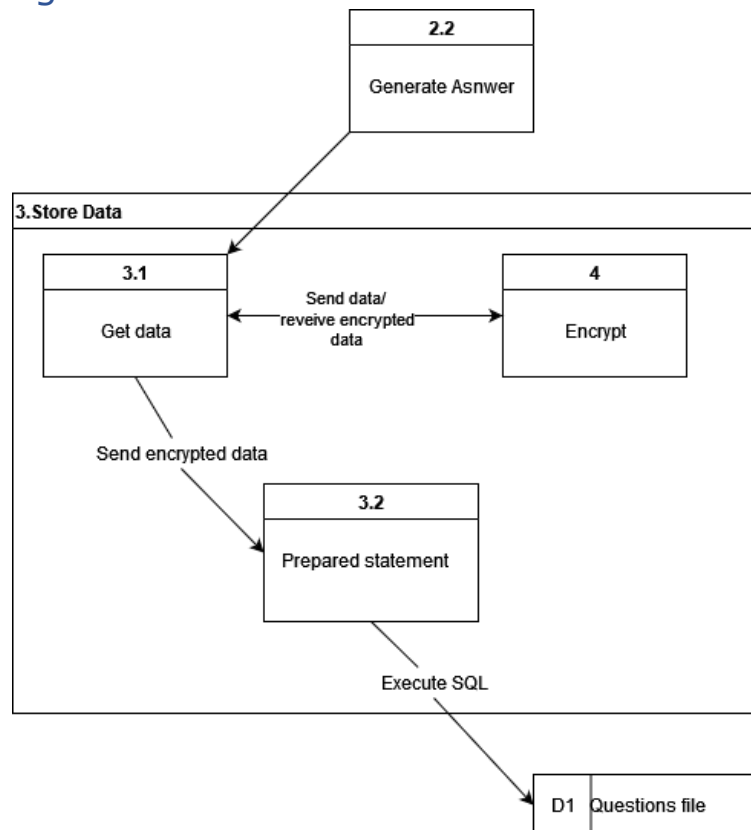 2.2
Generate Asnwer
3.Store Data
3.1
Get data
Send data/
reveive encrypted
data
4
Encrypt
Send encrypted data
3.2
Prepared statement
Execute SQL
D1
Questions file